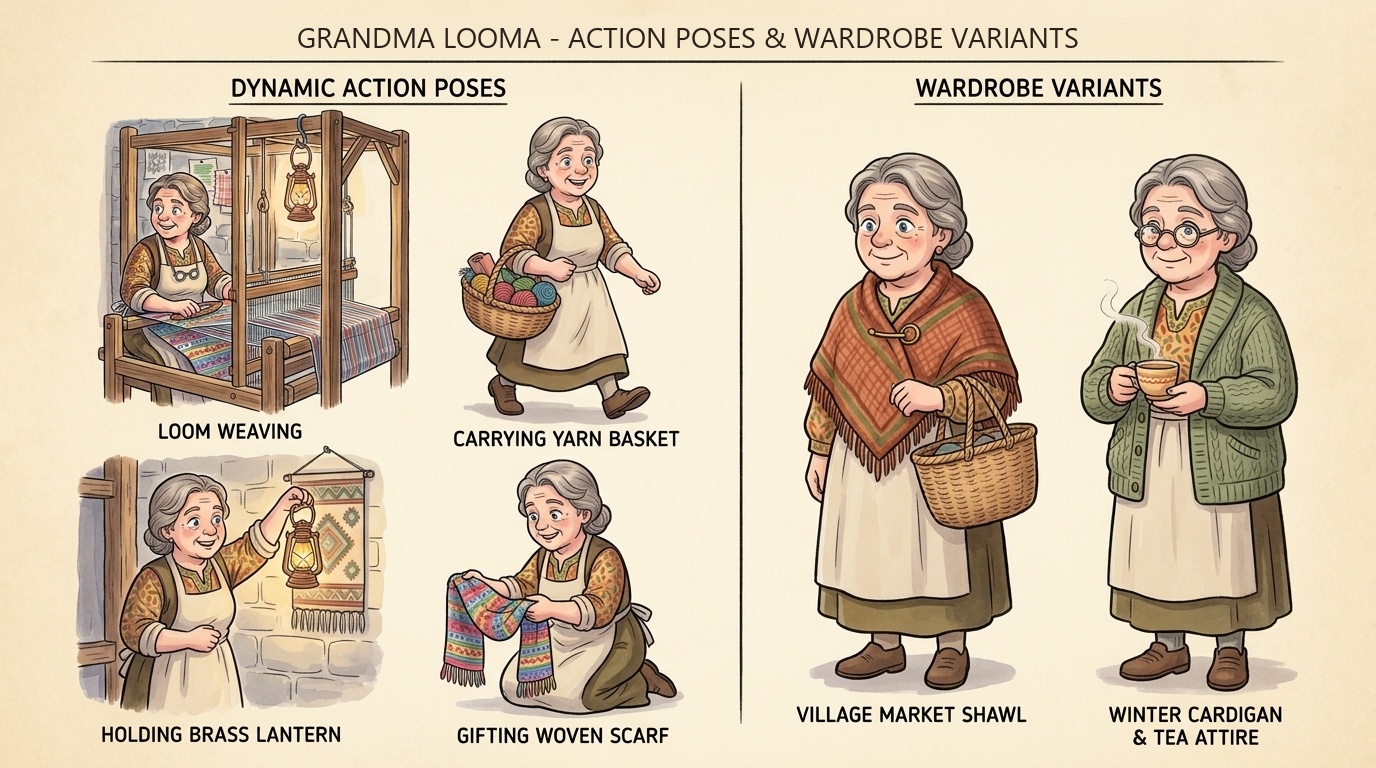 GRANDMA LOOMA - ACTION POSES & WARDROBE VARIANTS
DYNAMIC ACTION POSES
LOOM WEAVING
CARRYING YARN BASKET
HOLDING BRASS LANTERN
GIFTING WOVEN SCARF
WARDROBE VARIANTS
VILLAGE MARKET SHAWL
WINTER CARDIGAN
& TEA ATTIRE